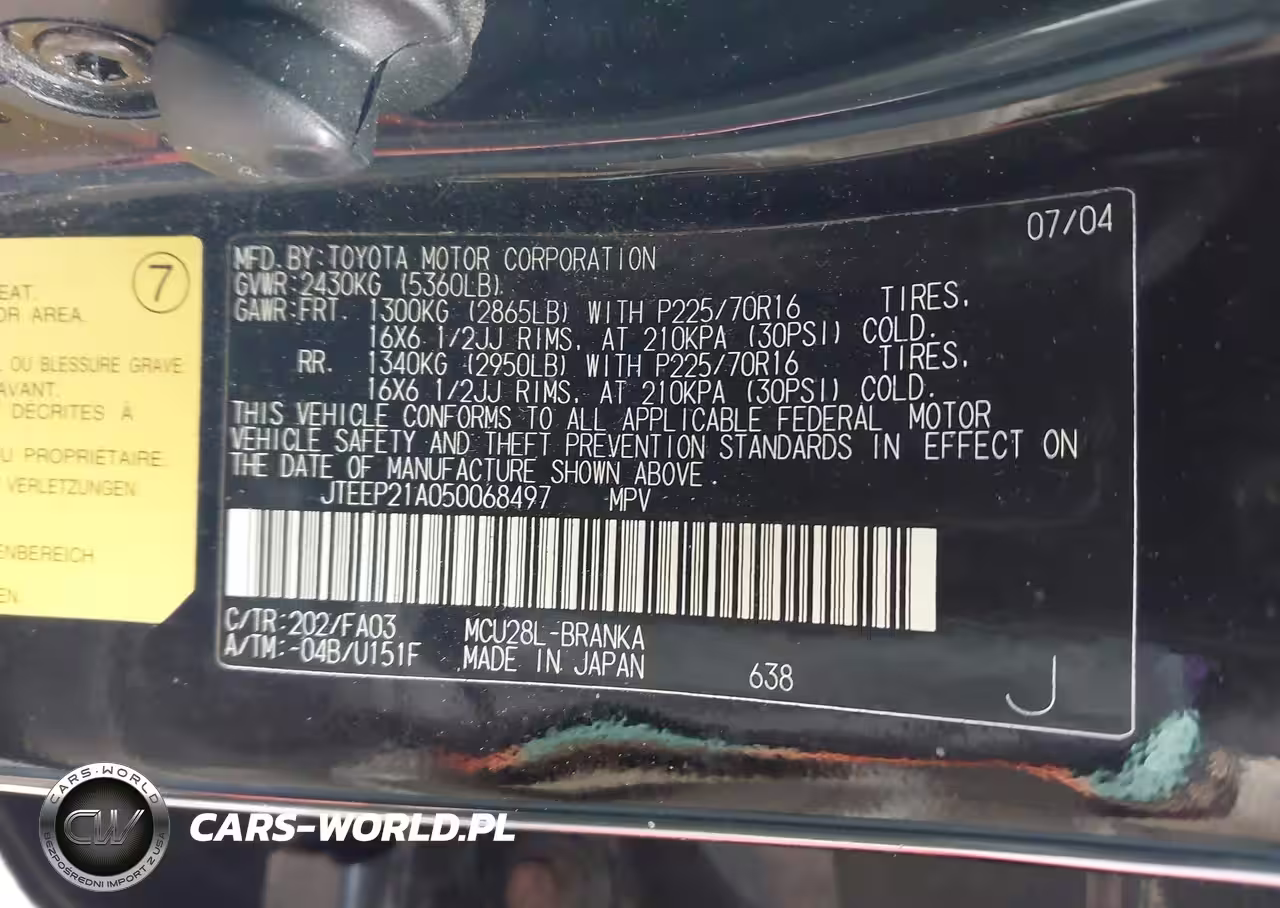 07/04
MFD. BY: TOYOTA MOTOR CORPORATION
GVWR: 2430KG (5360LB)
GAWR: FRT. 1300KG (2865LB) WITH P225/70R16 TIRES,
16X6 1/2JJ RIMS, AT 210KPA (30PSI) COLD.
RR. 1340KG (2950LB) WITH P225/70R16 TIRES,
16X6 1/2JJ RIMS, AT 210KPA (30PSI) COLD.
THIS VEHICLE CONFORMS TO ALL APPLICABLE FEDERAL MOTOR
VEHICLE SAFETY AND THEFT PREVENTION STANDARDS IN EFFECT ON
THE DATE OF MANUFACTURE SHOWN ABOVE.
JTEEP21A050068497 MPV
C/TR: 202/FA03 MCU28L-BRANKA
A/TM: -04B/U151F MADE IN JAPAN
638
J
7
EAT.
OR AREA.
OU BLESSURE GRAVE
AVANT.
DÉCRITES À
U PROPRIETAIRE.
VERLETZUNGEN
ENBEREICH
EN
CARS-WORLD
CW
BEZPOŚREDNI IMPORT Z USA
CARS-WORLD.PL